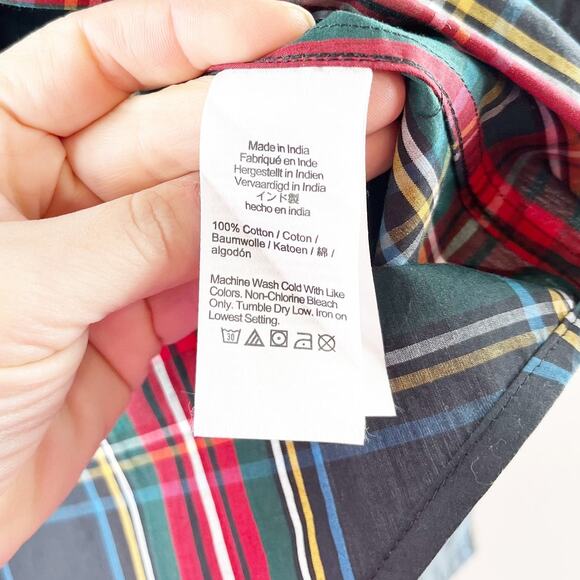 Made in India
Fabriqué en Inde
Hergestellt in Indien
Vervaardigd in India
インド製
hecho en india
100% Cotton / Coton /
Baumwolle / Katoen / 綿 /
algodón
Machine Wash Cold With Like
Colors. Non-Chlorine Bleach
Only. Tumble Dry Low. Iron on
Lowest Setting.
30